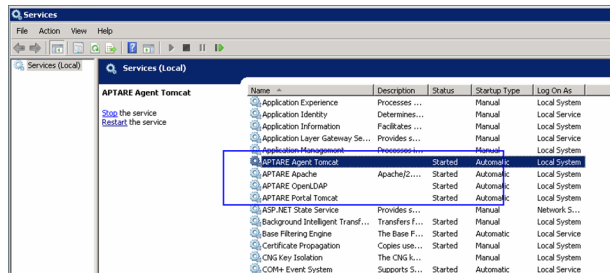 Services
File Action View Help
Services (Local)
Services (Local)
APTARE Agent Tomcat
Stop the service
Restart the service
Name Description Status Startup Type Log On As
Application Experience Processes ... Manual Local System
Application Identity Determines... Manual Local Service
Application Information Facilitates ... Manual Local System
Application Layer Gateway Se... Provides s... Manual Local Service
Application Management Processes i... Manual Local System
APTARE Agent Tomcat Started Automatic Local System
APTARE Apache Apache/2.... Started Automatic Local System
APTARE OpenLDAP Started Automatic Local System
APTARE Portal Tomcat Started Automatic Local System
ASP.NET State Service Provides s... Manual Network S...
Background Intelligent Transf... Transfers f... Started Manual Local System
Base Filtering Engine The Base F... Started Automatic Local Service
Certificate Propagation Copies use... Started Manual Local System
CNG Key Isolation The CNG k... Manual Local System
COM+ Event System Supports S... Started Automatic Local Service